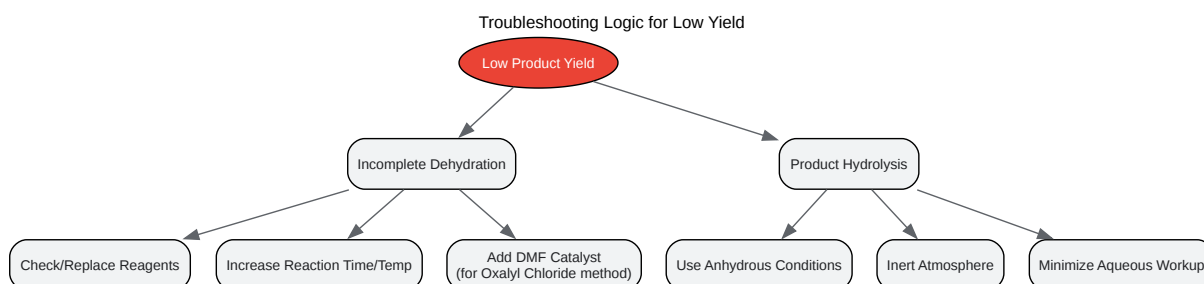 Troubleshooting Logic for Low Yield
Low Product Yield
Incomplete Dehydration
Product Hydrolysis
Check/Replace Reagents
Increase Reaction Time/Temp
Add DMF Catalyst
(for Oxalyl Chloride method)
Use Anhydrous Conditions
Inert Atmosphere
Minimize Aqueous Workup